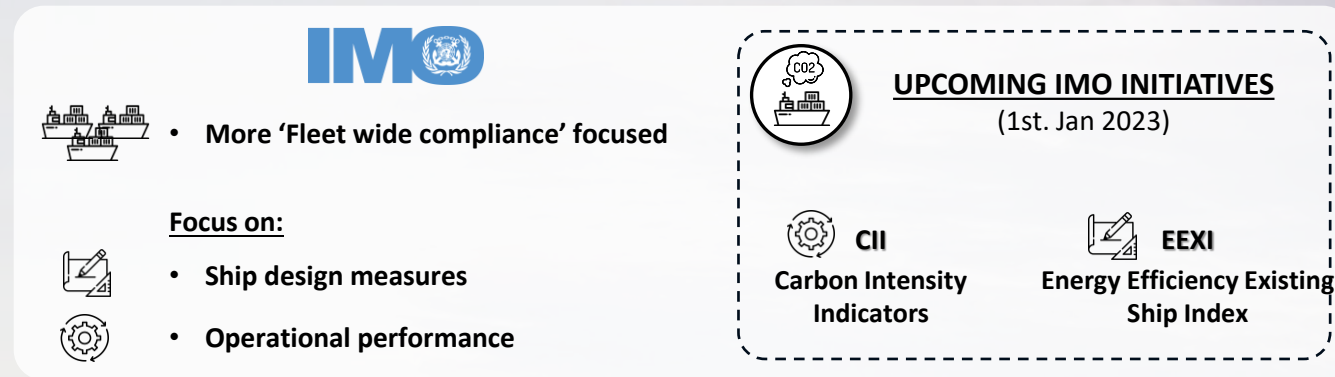 IMO
• More 'Fleet wide compliance' focused
Focus on:
• Ship design measures
• Operational performance
CO2
UPCOMING IMO INITIATIVES
(1st. Jan 2023)
CII
Carbon Intensity
Indicators
EEXI
Energy Efficiency Existing
Ship Index